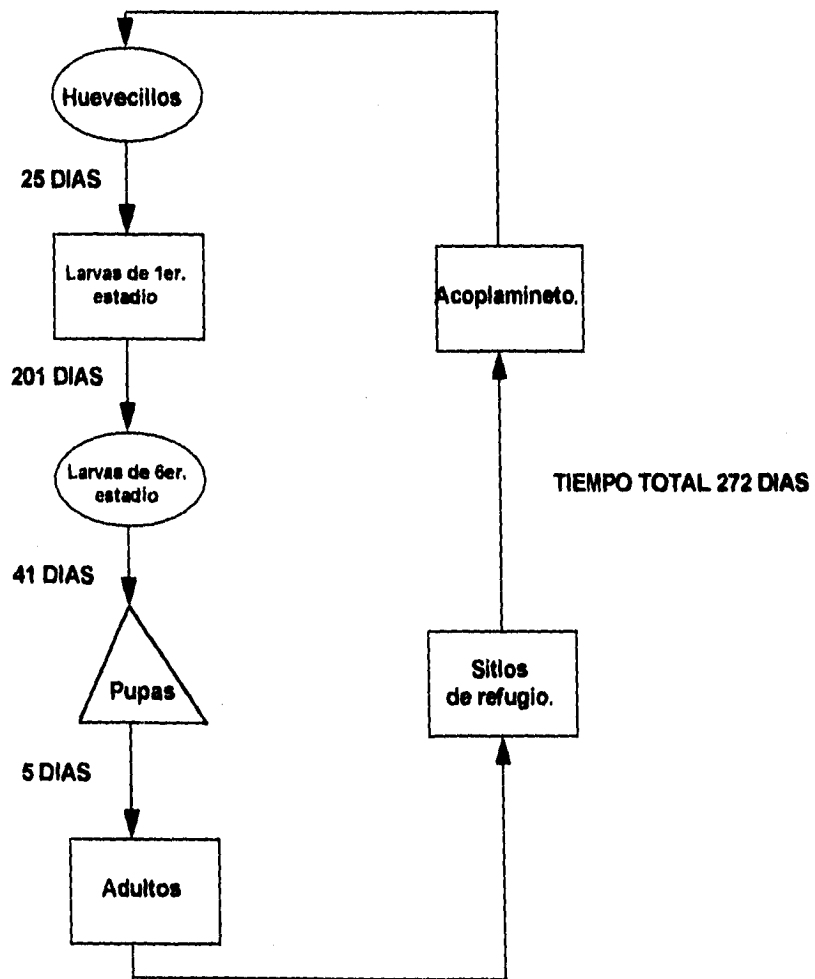 Huevecillos
25 DIAS
Larvas de 1er.
estadio
201 DIAS
Larvas de 6er.
estadio
41 DIAS
Pupas
5 DIAS
Adultos
Sitios
de refugio.
Acoplamineto.
TIEMPO TOTAL 272 DIAS